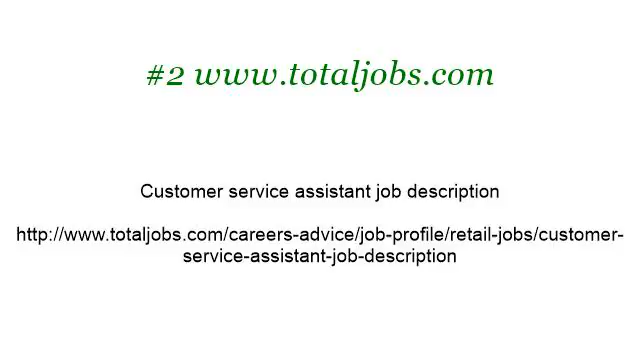 #2 www.totaljobs.com
Customer service assistant job description
http://www.totaljobs.com/careers-advice/job-profile/retail-jobs/customer-
service-assistant-job-description